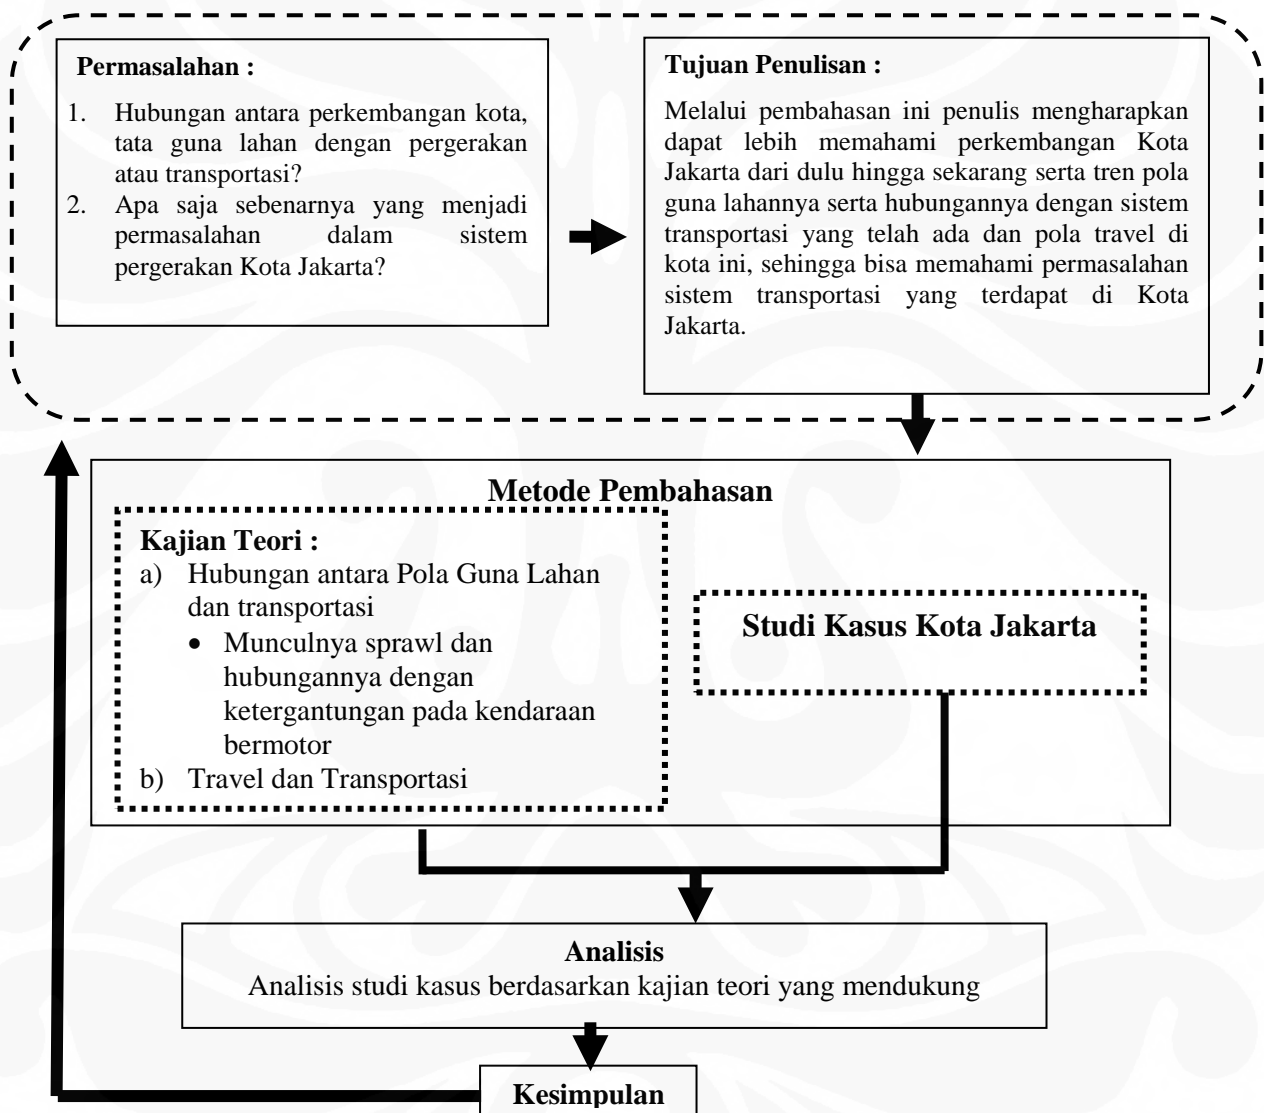 Permasalahan :
1. Hubungan antara perkembangan kota,
tata guna lahan dengan pergerakan
atau transportasi?
2. Apa saja sebenarnya yang menjadi
permasalahan dalam sistem
pergerakan Kota Jakarta?
Tujuan Penulisan :
Melalui pembahasan ini penulis mengharapkan
dapat lebih memahami perkembangan Kota
Jakarta dari dulu hingga sekarang serta tren pola
guna lahannya serta hubungannya dengan sistem
transportasi yang telah ada dan pola travel di
kota ini, sehingga bisa memahami permasalahan
sistem transportasi yang terdapat di Kota
Jakarta.
Metode Pembahasan
Kajian Teori :
a) Hubungan antara Pola Guna Lahan
dan transportasi
• Munculnya sprawl dan
hubungannya dengan
ketergantungan pada kendaraan
bermotor
b) Travel dan Transportasi
Studi Kasus Kota Jakarta
Analisis
Analisis studi kasus berdasarkan kajian teori yang mendukung
Kesimpulan